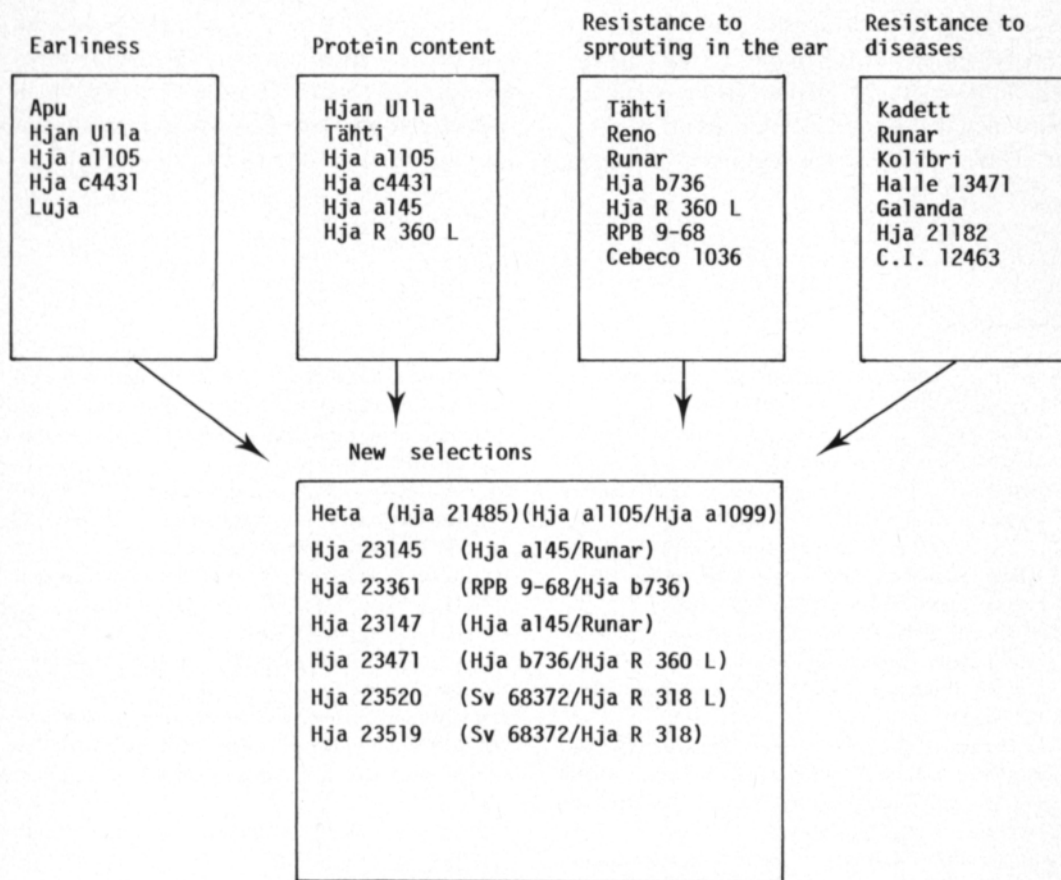 Earliness
Apu
Hjan Ulla
Hja a1105
Hja c4431
Luja
Protein content
Hjan Ulla
Tähti
Hja a1105
Hja c4431
Hja a145
Hja R 360 L
Resistance to
sprouting in the ear
Tähti
Reno
Runar
Hja b736
Hja R 360 L
RPB 9-68
Cebeco 1036
Resistance to
diseases
Kadett
Runar
Kolibri
Halle 13471
Galanda
Hja 21182
C.I. 12463
New selections
Heta (Hja 21485)(Hja a1105/Hja a1099)
Hja 23145 (Hja a145/Runar)
Hja 23361 (RPB 9-68/Hja b736)
Hja 23147 (Hja a145/Runar)
Hja 23471 (Hja b736/Hja R 360 L)
Hja 23520 (Sv 68372/Hja R 318 L)
Hja 23519 (Sv 68372/Hja R 318)